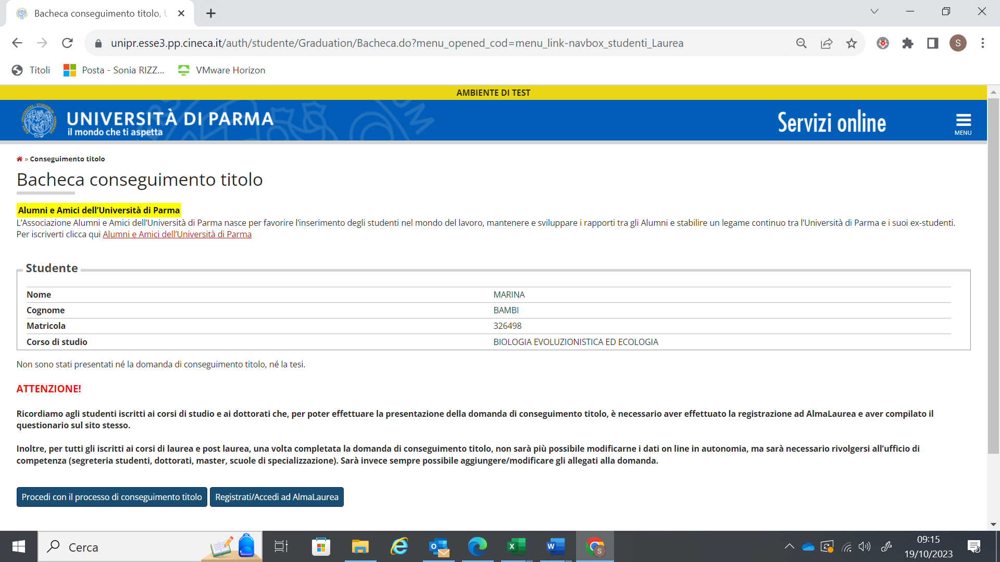 Bacheca conseguimento titolo,
unipr.esse3.pp.cineca.it/auth/studente/Graduation/Bacheca.do?menu_opened_cod=menu_link-navbox_studenti_Laurea
S
Titoli
Posta - Sonia RIZZ...
VMware Horizon
AMBIENTE DI TEST
UNIVERSITÀ DI PARMA
il mondo che ti aspetta
Servizi online
MENU
» Conseguimento titolo
Bacheca conseguimento titolo
Alumni e Amici dell'Università di Parma
L'Associazione Alumni e Amici dell'Università di Parma nasce per favorire l'inserimento degli studenti nel mondo del lavoro, mantenere e sviluppare i rapporti tra gli Alumni e stabilire un legame continuo tra l'Università di Parma e i suoi ex-studenti.
Per iscriverti clicca qui Alumni e Amici dell'Università di Parma
Studente
Nome MARINA
Cognome BAMBI
Matricola 326498
Corso di studio BIOLOGIA EVOLUZIONISTICA ED ECOLOGIA
Non sono stati presentati né la domanda di conseguimento titolo, né la tesi.
ATTENZIONE!
Ricordiamo agli studenti iscritti ai corsi di studio e ai dottorati che, per poter effettuare la presentazione della domanda di conseguimento titolo, è necessario aver effettuato la registrazione ad AlmaLaurea e aver compilato il
questionario sul sito stesso.
Inoltre, per tutti gli iscritti ai corsi di laurea e post laurea, una volta completata la domanda di conseguimento titolo, non sarà più possibile modificarne i dati on line in autonomia, ma sarà necessario rivolgersi all'ufficio di
competenza (segreteria studenti, dottorati, master, scuole di specializzazione). Sarà invece sempre possibile aggiungere/modificare gli allegati alla domanda.
Procedi con il processo di conseguimento titolo
Registrati/Accedi ad AlmaLaurea
Cerca
09:15
19/10/2023